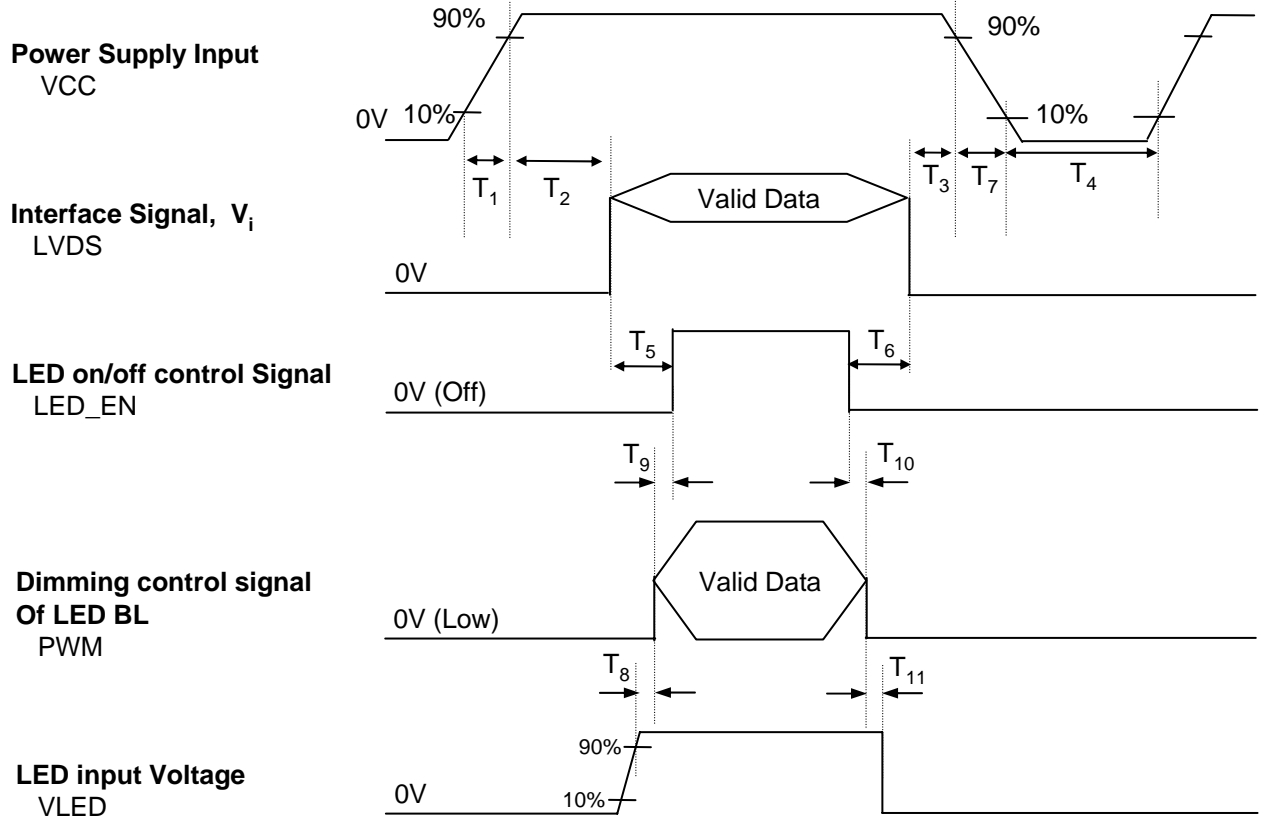 Power Supply Input
VCC
90%
0V 10%
90%
10%
T1
T2
T3
T7
T4
Interface Signal, Vi
LVDS
Valid Data
0V
LED on/off control Signal
LED_EN
T5
T6
0V (Off)
T9
T10
Dimming control signal
Of LED BL
PWM
Valid Data
0V (Low)
T8
T11
LED input Voltage
VLED
90%
0V
10%